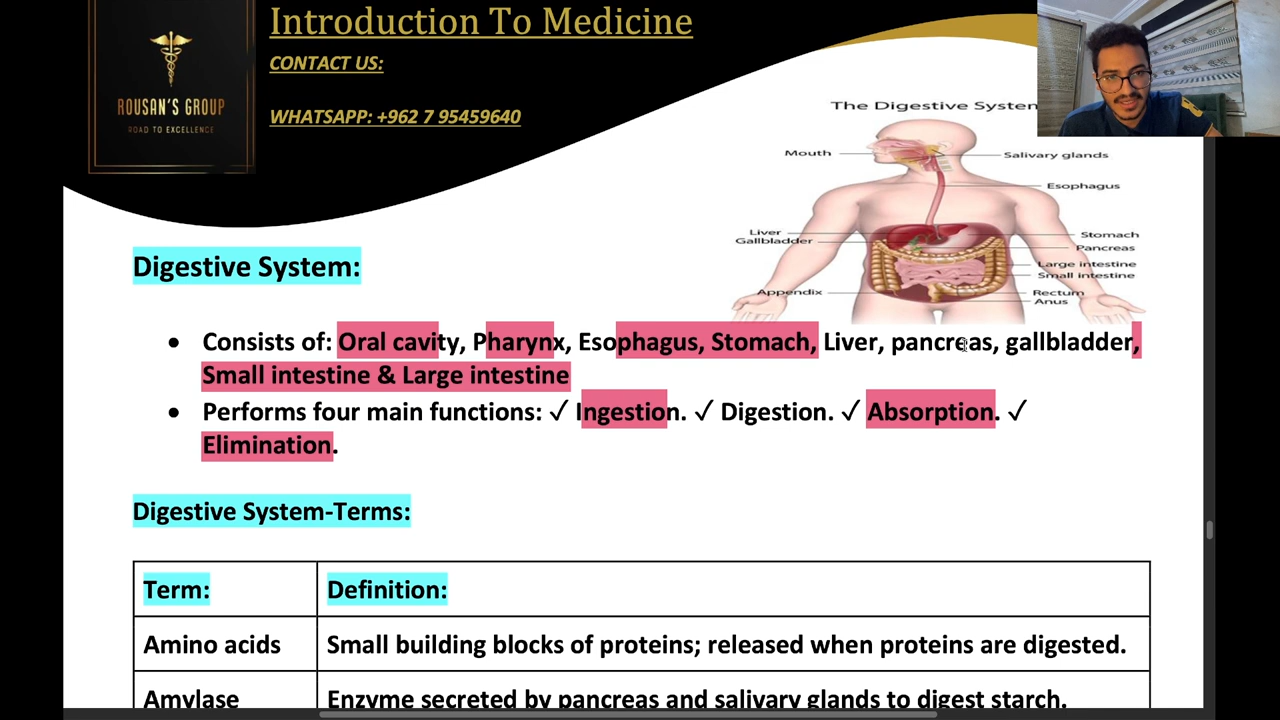 Introduction To Medicine
CONTACT US:
WHATSAPP: +962 7 95459640
ROUSAN'S GROUP
ROAD TO EXCELLENCE
The Digestive System
Mouth
Salivary glands
Esophagus
Liver
Gallbladder
Stomach
Pancreas
Large intestine
Small intestine
Appendix
Rectum
Anus
Digestive System:
• Consists of: Oral cavity, Pharynx, Esophagus, Stomach, Liver, pancreas, gallbladder,
Small intestine & Large intestine
• Performs four main functions: ✓ Ingestion. ✓ Digestion. ✓ Absorption. ✓
Elimination.
Digestive System-Terms:
Term: Definition:
Amino acids Small building blocks of proteins; released when proteins are digested.
Amylase Enzyme secreted by pancreas and salivary glands to digest starch.